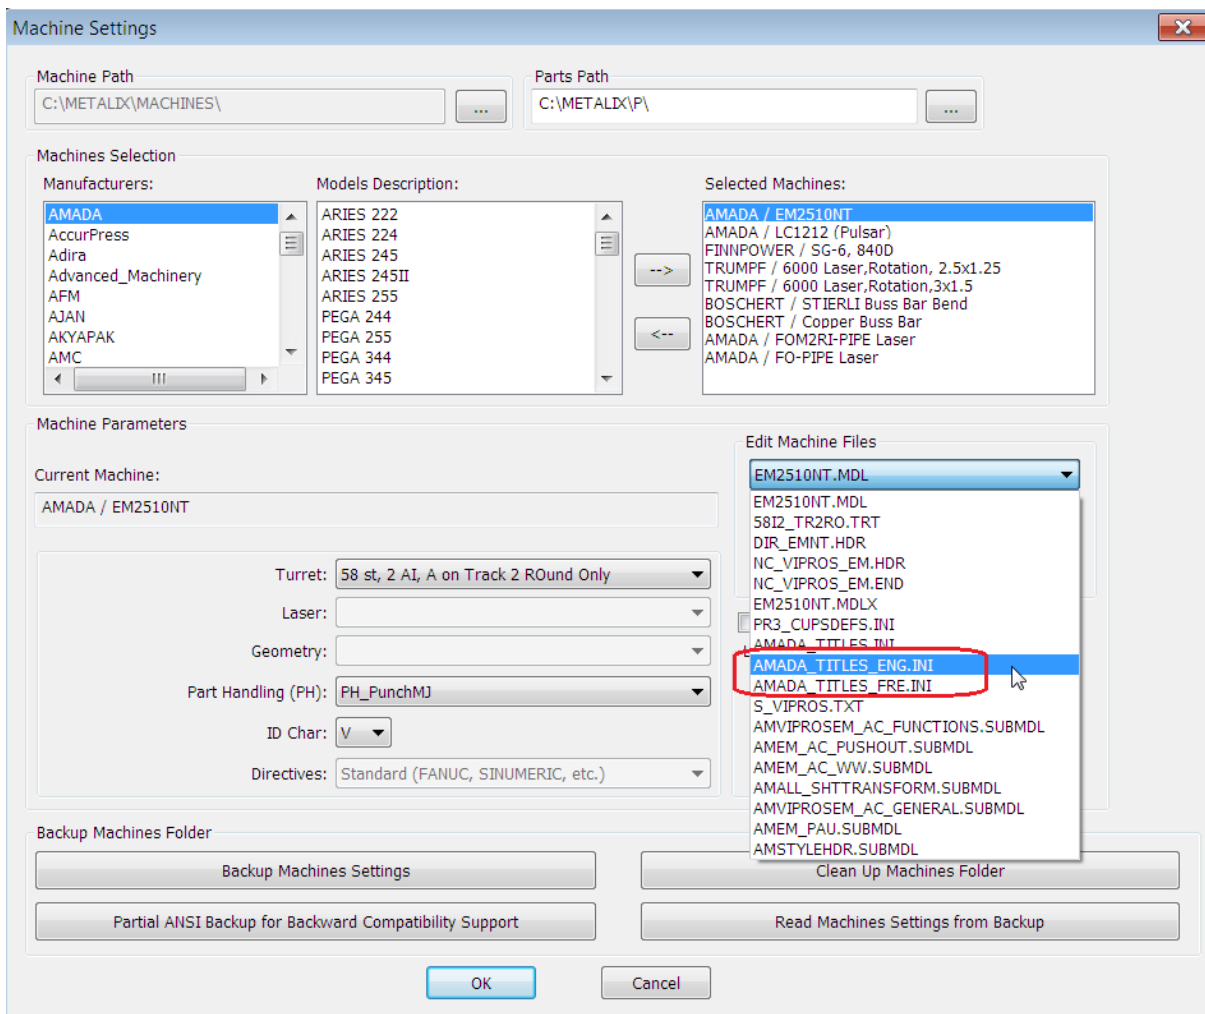 Machine Settings
Machine Path
C:\METALIX\MACHINES\
...
Parts Path
C:\METALIX\P\
...
Machines Selection
Manufacturers:
AMADA
AccurPress
Adira
Advanced_Machinery
AFM
AJAN
AKYAPAK
AMC
Models Description:
ARIES 222
ARIES 224
ARIES 245
ARIES 245II
ARIES 255
PEGA 244
PEGA 255
PEGA 344
PEGA 345
-->
<--
Selected Machines:
AMADA / EM2510NT
AMADA / LC1212 (Pulsar)
FINNPOWER / SG-6, 840D
TRUMPF / 6000 Laser,Rotation, 2.5x1.25
TRUMPF / 6000 Laser,Rotation,3x1.5
BOSCHERT / STIERLI Buss Bar Bend
BOSCHERT / Copper Buss Bar
AMADA / FOM2RI-PIPE Laser
AMADA / FO-PIPE Laser
Machine Parameters
Current Machine:
AMADA / EM2510NT
Turret: 58 st, 2 AI, A on Track 2 ROund Only
Laser:
Geometry:
Part Handling (PH): PH_PunchMJ
ID Char: V
Directives: Standard (FANUC, SINUMERIC, etc.)
Edit Machine Files
EM2510NT.MDL
EM2510NT.MDL
58I2_TR2RO.TRT
DIR_EMNT.HDR
NC_VIPROS_EM.HDR
NC_VIPROS_EM.END
EM2510NT.MDLX
PR3_CUPSDEFS.INI
AMADA_TITLES.INI
AMADA_TITLES_ENG.INI
AMADA_TITLES_FRE.INI
S_VIPROS.TXT
AMVIPROSEM_AC_FUNCTIONS.SUBMDL
AMEM_AC_PUSHOUT.SUBMDL
AMEM_AC_WW.SUBMDL
AMALL_SHTTRANSFORM.SUBMDL
AMVIPROSEM_AC_GENERAL.SUBMDL
AMEM_PAU.SUBMDL
AMSTYLEHDR.SUBMDL
Backup Machines Folder
Backup Machines Settings
Clean Up Machines Folder
Partial ANSI Backup for Backward Compatibility Support
Read Machines Settings from Backup
OK
Cancel